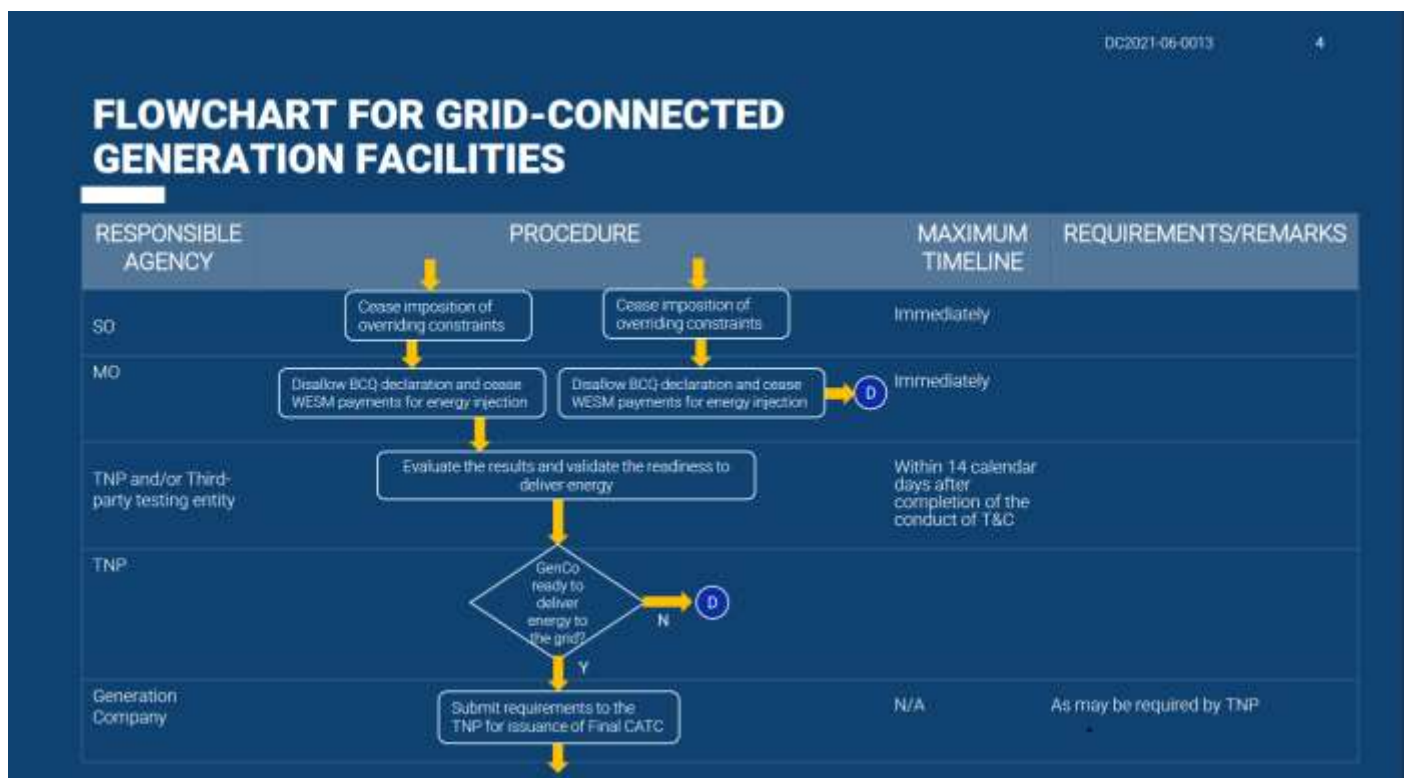 DC2021-06-0013
4
FLOWCHART FOR GRID-CONNECTED
GENERATION FACILITIES
RESPONSIBLE
AGENCY
PROCEDURE
MAXIMUM
TIMELINE
REQUIREMENTS/REMARKS
SO
Cease imposition of
overriding constraints
Cease imposition of
overriding constraints
Immediately
MO
Disallow BCQ declaration and cease
WESM payments for energy injection
Disallow BCQ declaration and cease
WESM payments for energy injection
D
Immediately
TNP and/or Third-
party testing entity
Evaluate the results and validate the readiness to
deliver energy
Within 14 calendar
days after
completion of the
conduct of T&C
TNP
GenCo
ready to
deliver
energy to
the grid?
N
D
Y
Generation
Company
Submit requirements to the
TNP for issuance of Final CATC
N/A
As may be required by TNP